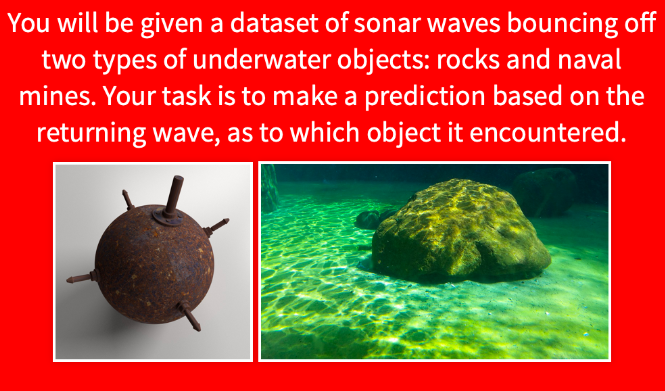 You will be given a dataset of sonar waves bouncing off
two types of underwater objects: rocks and naval
mines. Your task is to make a prediction based on the
returning wave, as to which object it encountered.